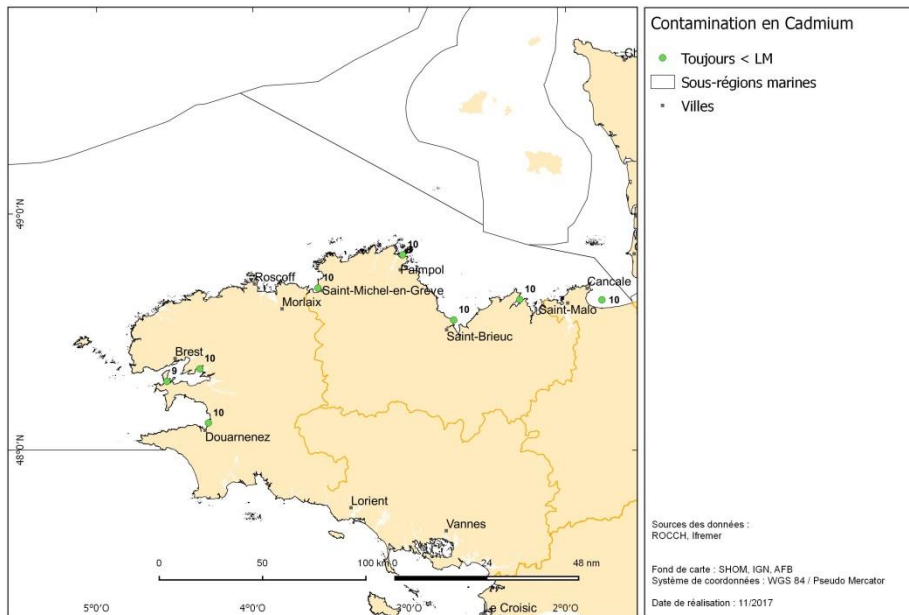 Contamination en Cadmium
Toujours < LM
Sous-régions marines
Villes
49°0'N
48°0'N
10
Paimpol
Roscoff
10
Saint-Michel-en-Grève
Morlaix
10
Saint-Brieuc
10
Saint-Malo
Cancale
10
Brest
10
9
10
Douarnenez
Lorient
Vannes
0 50 100 km
0 24 48 nm
Le Croisic
5°0'
4°0'
3°0'
2°0'
Sources des données :
ROCCH, Ifremer
Fond de carte : SHOM, IGN, AFB
Système de coordonnées : WGS 84 / Pseudo Mercator
Date de réalisation : 11/2017